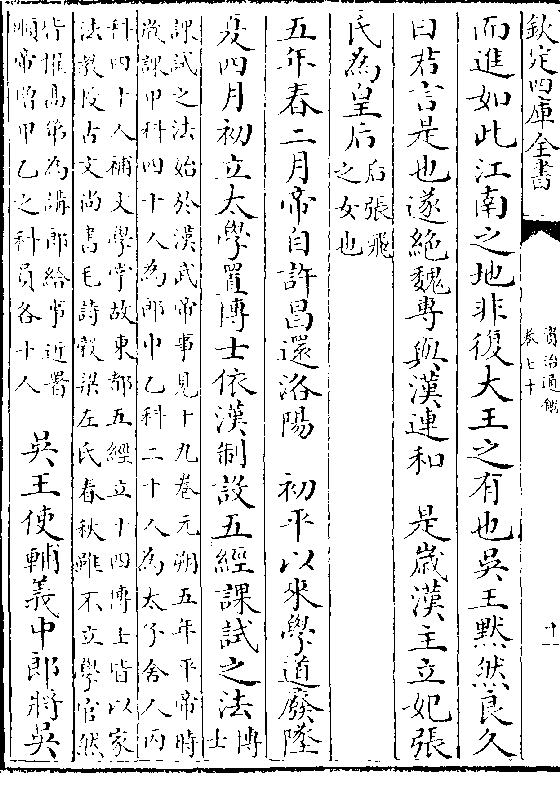 欽定四庫全書
資治通鑑
卷七十
十一
而進如此江南之地非復大王之有也吳王黙然良久
曰君言是也遂絶魏專與漢連和　是嵗漢主立妃張
氏為皇后后張飛
之女也
五年春二月帝自許昌還洛陽　初平以來學道廢墜
夏四月初立太學置博士依漢制設五經課試之法博
士
課試之法始於漢武帝事見十九卷元朔五年平帝時
歲課甲科四十人為郎中乙科二十人為太子舍人丙
科四十人補文學掌故東都五經立十四博士皆以家
法敎授古文尚書毛詩穀梁左氏春秋雖不立學官然
皆擢髙第為講郎給事近署
順帝增甲乙之科員各十人
吳王使輔義中郎將吳